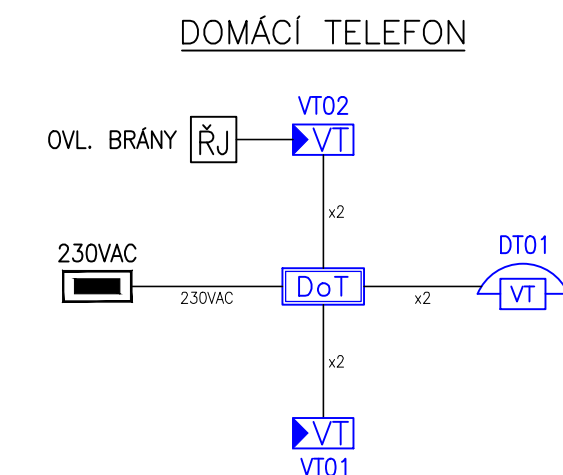 DOMÁCÍ TELEFON
VT02
OVL. BRÁNY ŘJ VT
x2
230VAC
DT01
DoT
VT
230VAC
x2
x2
VT
VT01